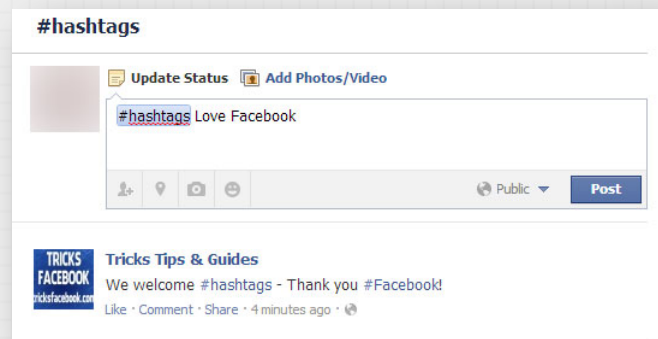 #hashtags
Update Status Add Photos/Video
#hashtags Love Facebook
Public Post
TRICKS
FACEBOOK
tricksfacebook.com
Tricks Tips & Guides
We welcome #hashtags - Thank you #Facebook!
Like · Comment · Share · 4 minutes ago ·